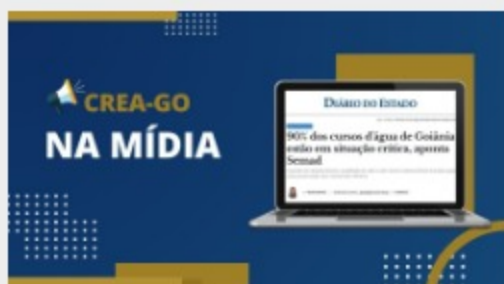 CREA-GO
NA MÍDIA
DIÁRIO DO ESTADO
90% dos cursos d'água de Goiânia
estão em situação crítica, aponta
Semad